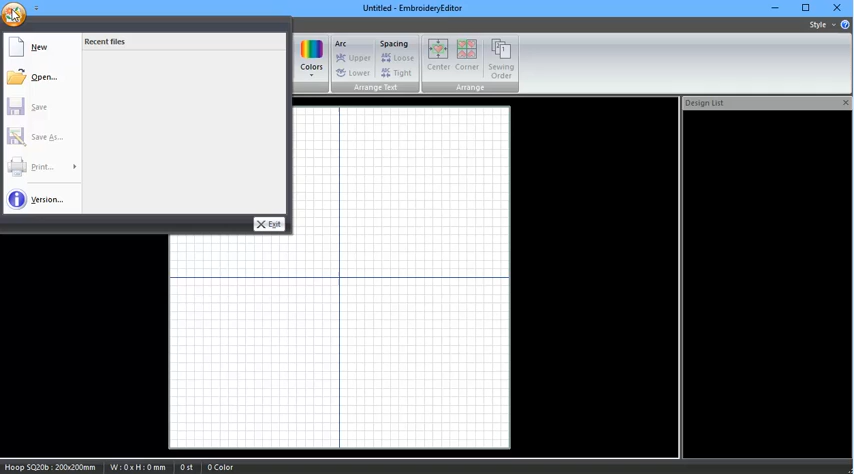 Untitled - EmbroideryEditor
Style
New
Open...
Save
Save As...
Print...
Version...
Recent files
Exit
Colors
Arc
Upper
Lower
Spacing
ABC Loose
ABC Tight
Arrange Text
Center
Corner
Sewing
Order
Arrange
Design List
Hoop SQ20b : 200x200mm
W : 0 x H : 0 mm
0 st
0 Color